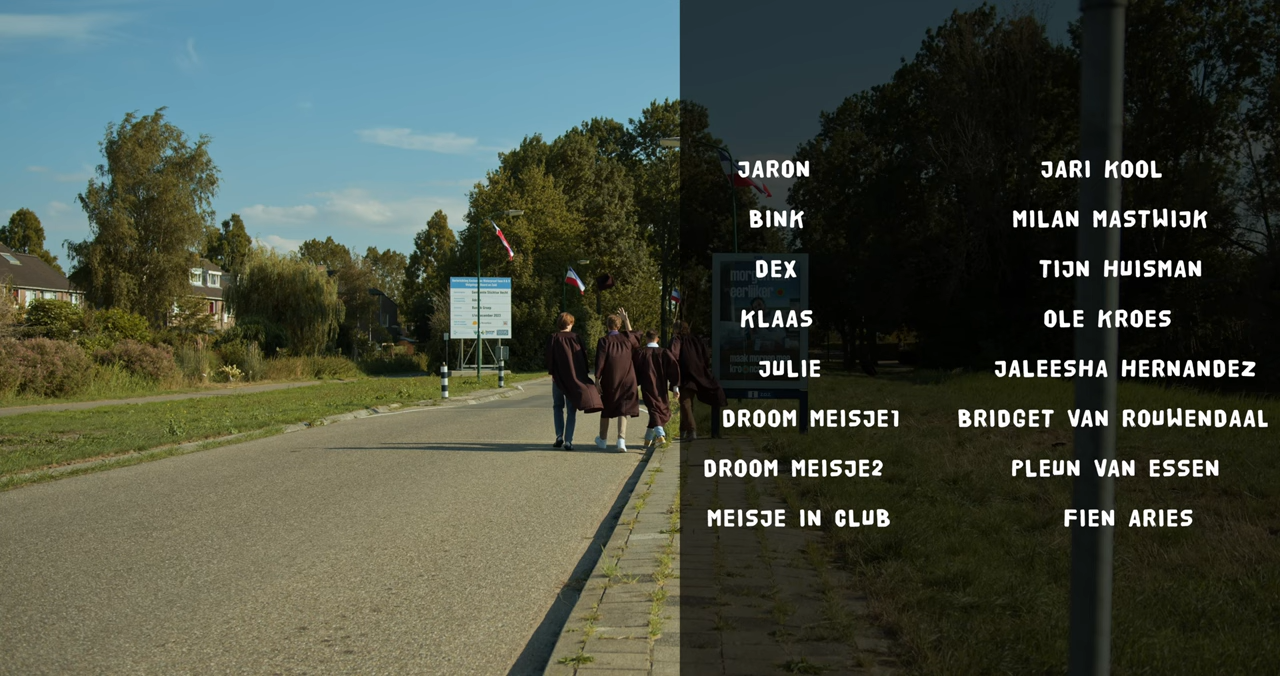 JARON JARI KOOL
BINK MILAN MASTWIJK
DEX TIJN HUISMAN
KLAAS OLE KROES
JULIE JALEESHA HERNANDEZ
DROOM MEISJE1 BRIDGET VAN ROUWENDAAL
DROOM MEISJE2 PLEUN VAN ESSEN
MEISJE IN CLUB FIEN ARIES
eerlijker